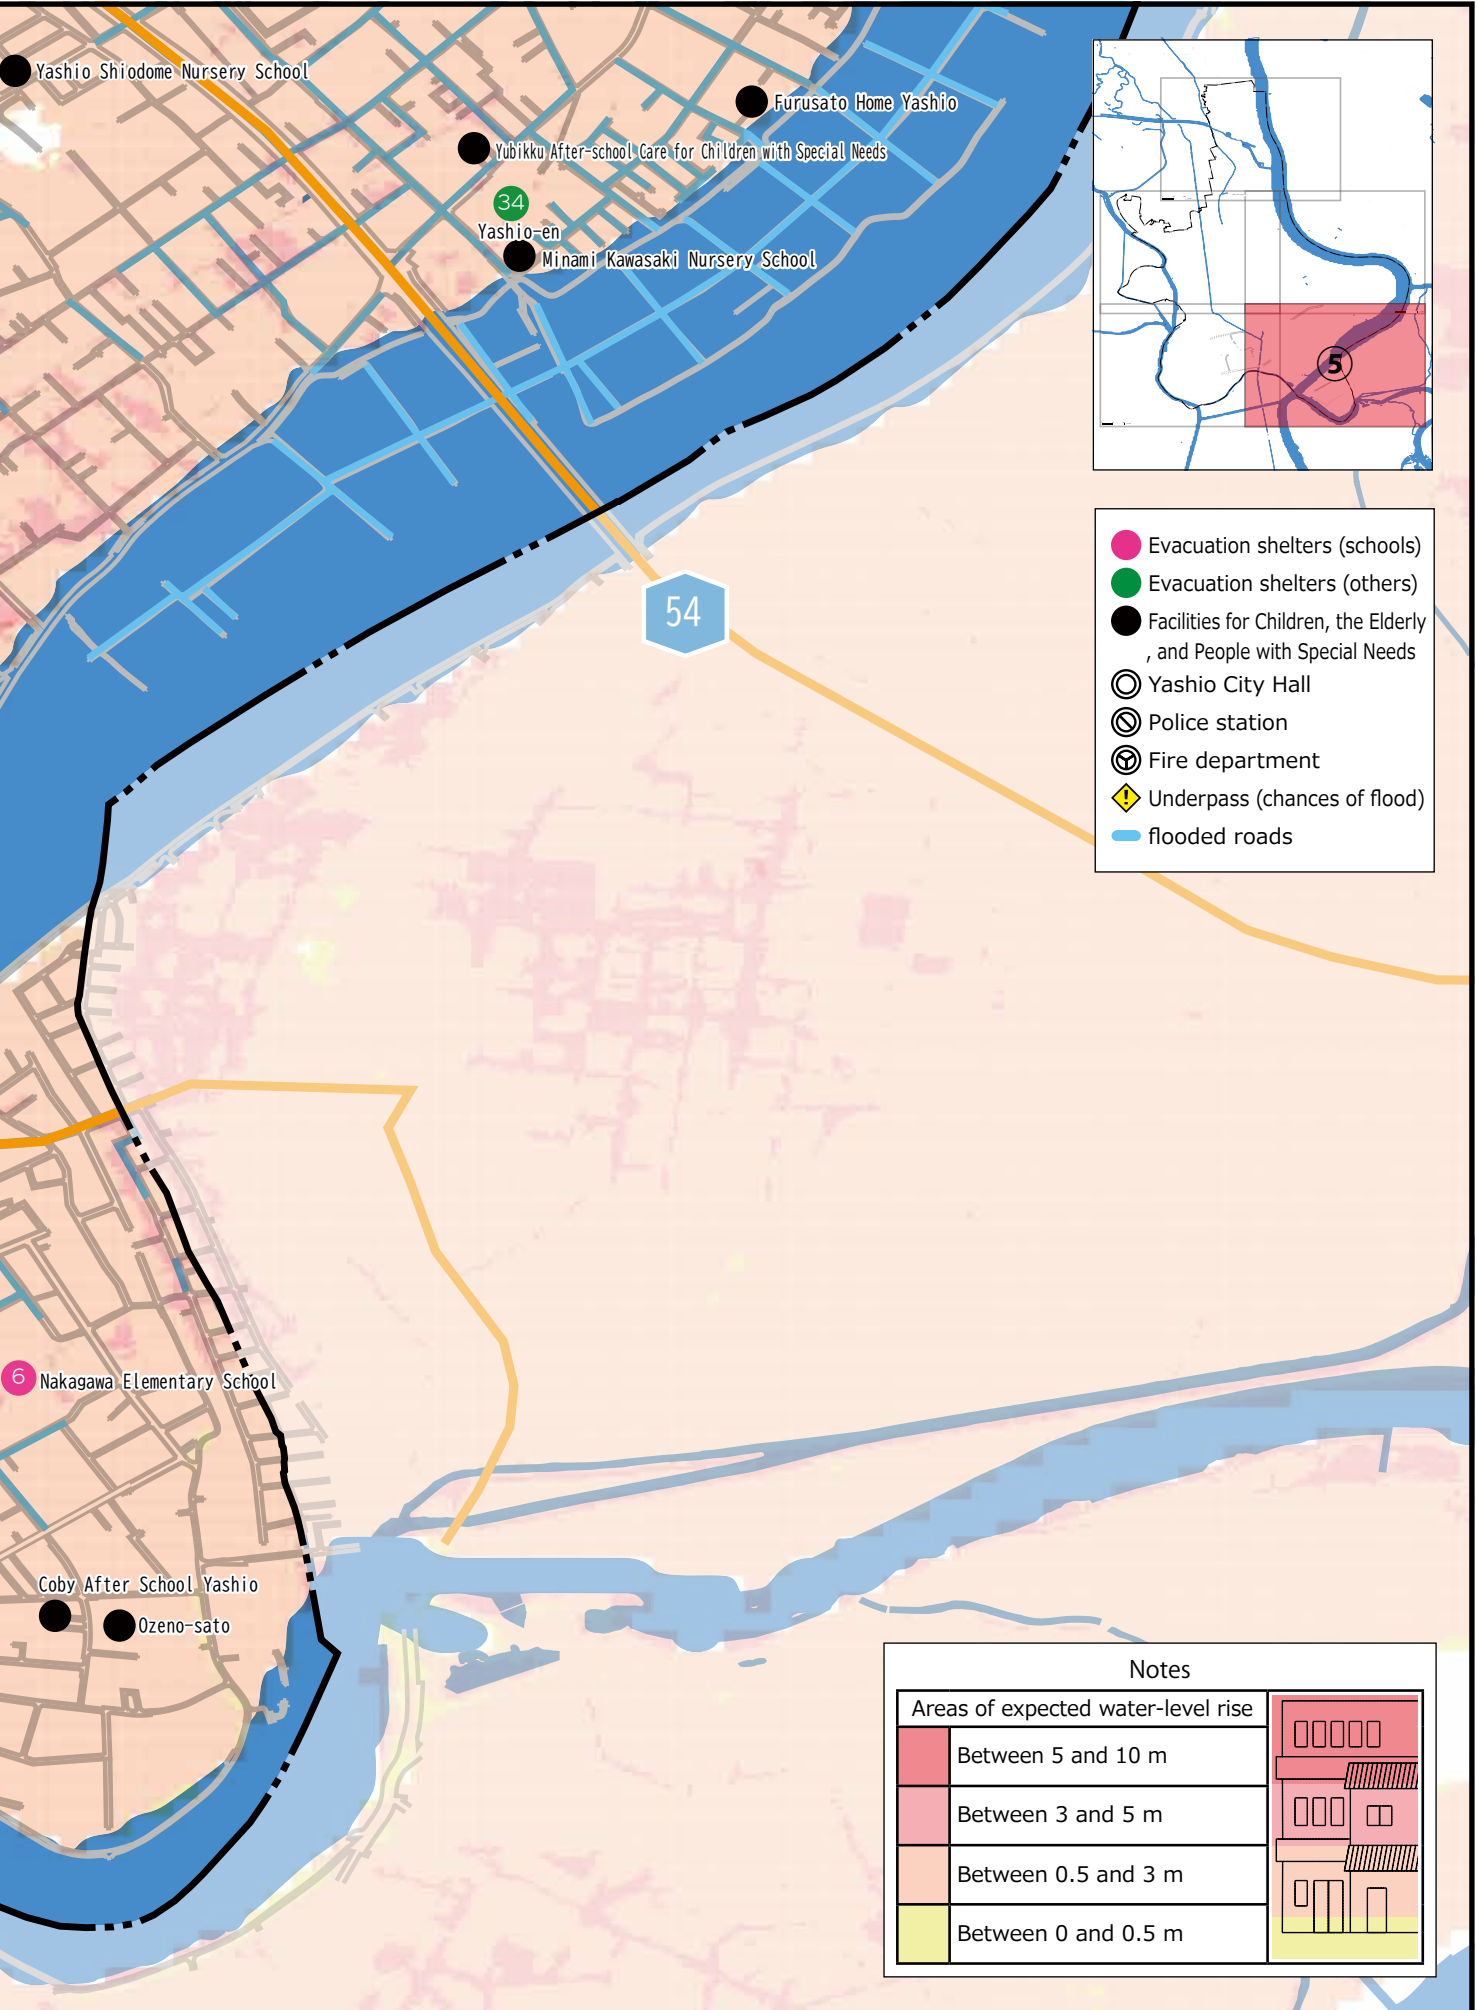 Yashio Shiodome Nursery School
Furusato Home Yashio
Yubikku After-school Care for Children with Special Needs
34
Yashio-en
Minami Kawasaki Nursery School
5
Evacuation shelters (schools)
Evacuation shelters (others)
Facilities for Children, the Elderly
, and People with Special Needs
Yashio City Hall
Police station
Fire department
! Underpass (chances of flood)
flooded roads
54
6 Nakagawa Elementary School
Coby After School Yashio
Ozeno-sato
Notes
Areas of expected water-level rise
Between 5 and 10 m
Between 3 and 5 m
Between 0.5 and 3 m
Between 0 and 0.5 m